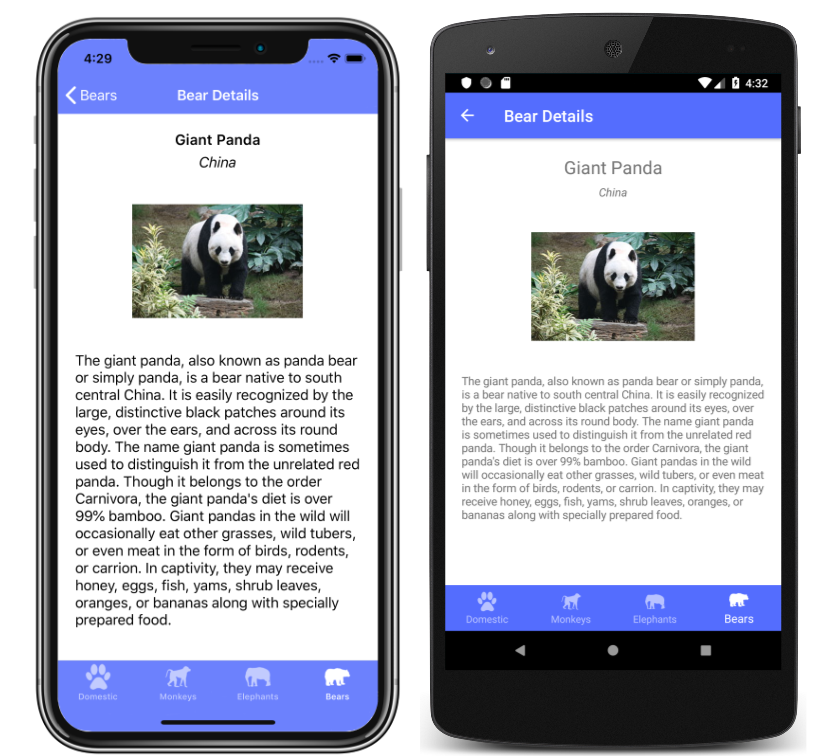 4:29
Bears
Bear Details
Giant Panda
China
The giant panda, also known as panda bear
or simply panda, is a bear native to south
central China. It is easily recognized by the
large, distinctive black patches around its
eyes, over the ears, and across its round
body. The name giant panda is sometimes
used to distinguish it from the unrelated red
panda. Though it belongs to the order
Carnivora, the giant panda's diet is over
99% bamboo. Giant pandas in the wild will
occasionally eat other grasses, wild tubers,
or even meat in the form of birds, rodents,
or carrion. In captivity, they may receive
honey, eggs, fish, yams, shrub leaves,
oranges, or bananas along with specially
prepared food.
Domestic Monkeys Elephants Bears
4:32
Bear Details
Giant Panda
China
The giant panda, also known as panda bear or simply panda,
is a bear native to south central China. It is easily recognized
by the large, distinctive black patches around its eyes, over
the ears, and across its round body. The name giant panda
is sometimes used to distinguish it from the unrelated red
panda. Though it belongs to the order Carnivora, the giant
panda's diet is over 99% bamboo. Giant pandas in the wild
will occasionally eat other grasses, wild tubers, or even meat
in the form of birds, rodents, or carrion. In captivity, they may
receive honey, eggs, fish, yams, shrub leaves, oranges, or
bananas along with specially prepared food.
Domestic Monkeys Elephants Bears